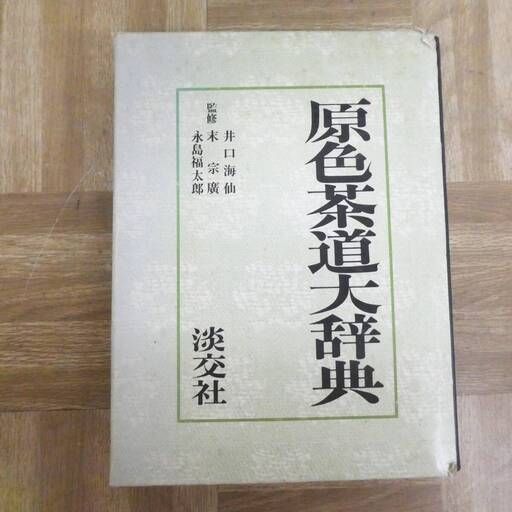 原色茶道大辞典
井口海仙
監修 末宗廣
永島福太郎
淡交社